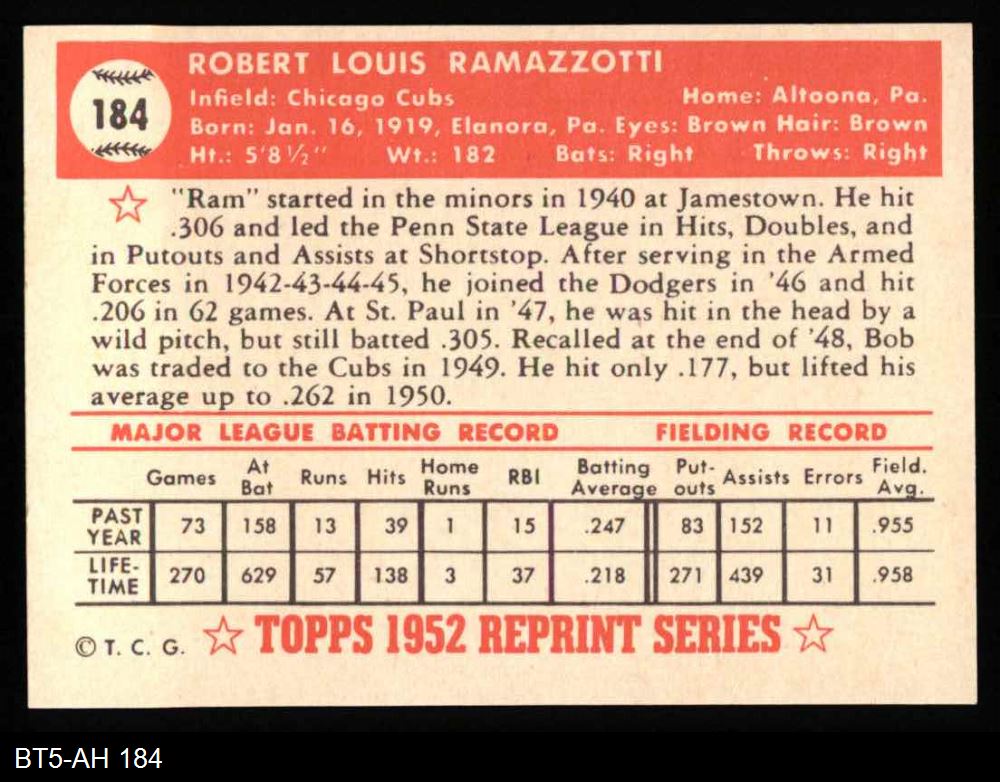 184
ROBERT LOUIS RAMAZZOTTI
Infield: Chicago Cubs Home: Altoona, Pa.
Born: Jan. 16, 1919, Elanora, Pa. Eyes: Brown Hair: Brown
Ht.: 5'8½" Wt.: 182 Bats: Right Throws: Right
"Ram" started in the minors in 1940 at Jamestown. He hit
.306 and led the Penn State League in Hits, Doubles, and
in Putouts and Assists at Shortstop. After serving in the Armed
Forces in 1942-43-44-45, he joined the Dodgers in '46 and hit
.206 in 62 games. At St. Paul in '47, he was hit in the head by a
wild pitch, but still batted .305. Recalled at the end of '48, Bob
was traded to the Cubs in 1949. He hit only .177, but lifted his
average up to .262 in 1950.
MAJOR LEAGUE BATTING RECORD FIELDING RECORD
Games At Bat Runs Hits Home Runs RBI Batting Average Put-outs Assists Errors Field. Avg.
PAST YEAR 73 158 13 39 1 15 .247 83 152 11 .955
LIFE-TIME 270 629 57 138 3 37 .218 271 439 31 .958
© T. C. G. TOPPS 1952 REPRINT SERIES
BT5-AH 184